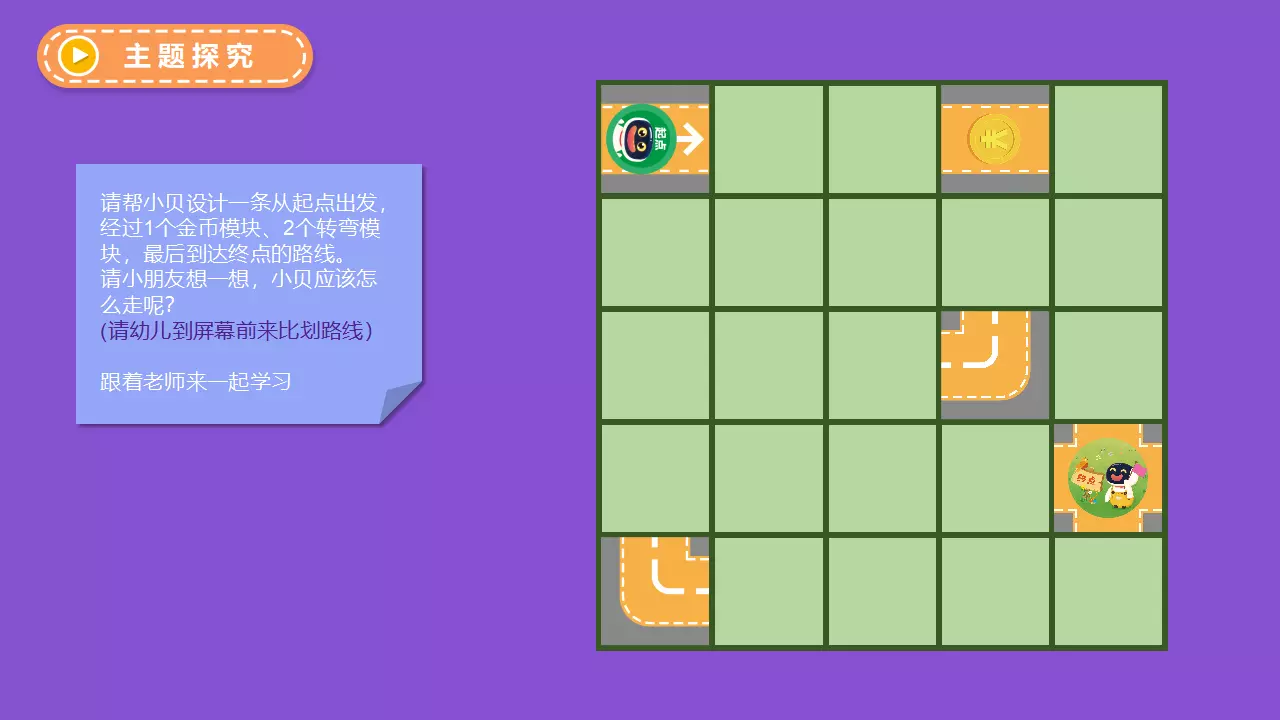 主题探究
请帮小贝设计一条从起点出发，
经过1个金币模块、2个转弯模
块，最后到达终点的路线。
请小朋友想一想，小贝应该怎
么走呢？
(请幼儿到屏幕前来比划路线）
跟着老师来一起学习
起点
终点